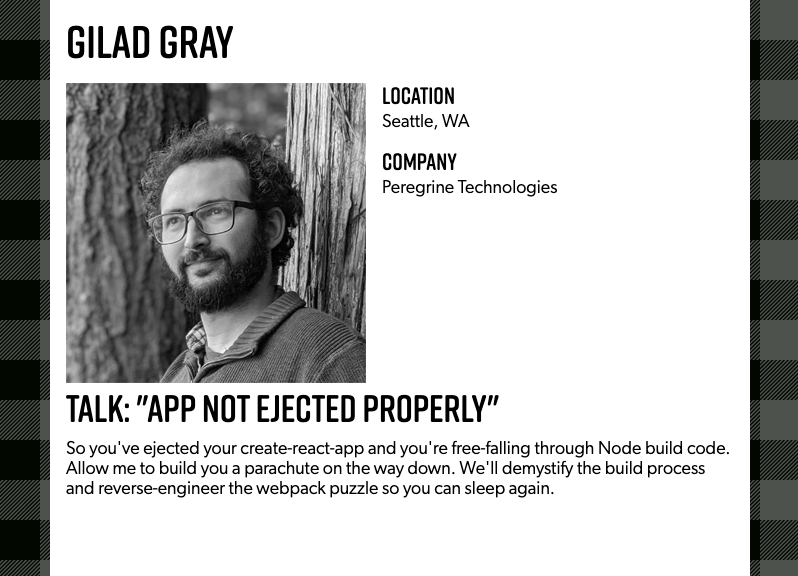 GILAD GRAY
LOCATION
Seattle, WA
COMPANY
Peregrine Technologies
TALK: "APP NOT EJECTED PROPERLY"
So you've ejected your create-react-app and you're free-falling through Node build code.
Allow me to build you a parachute on the way down. We'll demystify the build process
and reverse-engineer the webpack puzzle so you can sleep again.